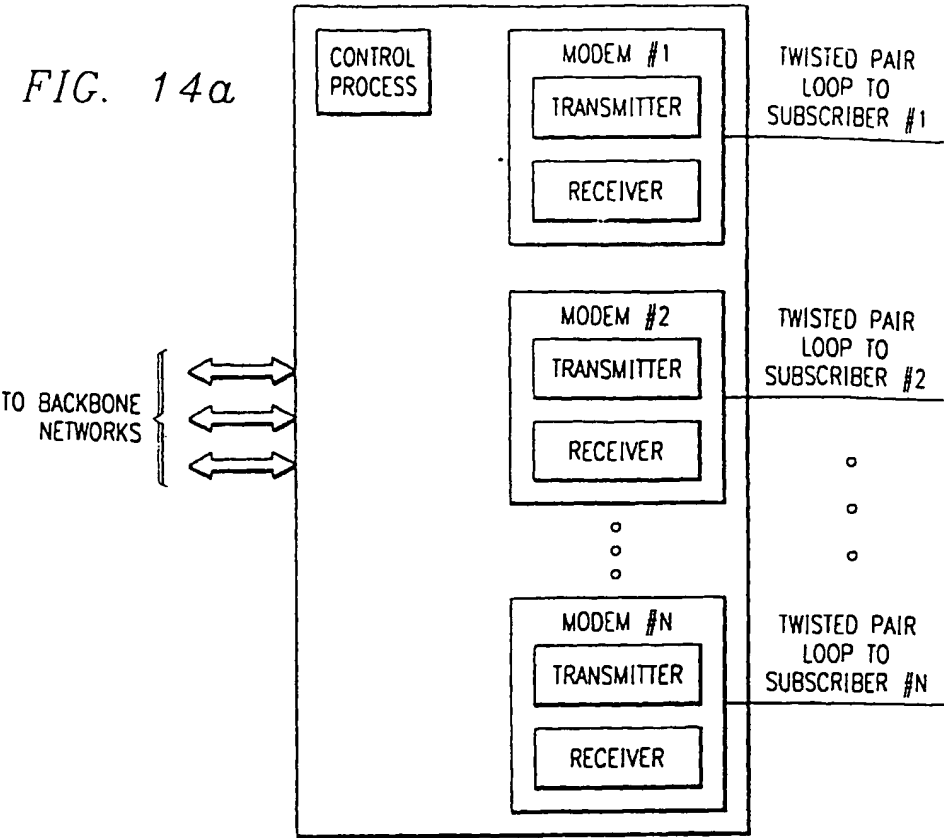 FIG. 14a
CONTROL
PROCESS
MODEM #1
TRANSMITTER
RECEIVER
TWISTED PAIR
LOOP TO
SUBSCRIBER #1
MODEM #2
TRANSMITTER
RECEIVER
TWISTED PAIR
LOOP TO
SUBSCRIBER #2
TO BACKBONE
NETWORKS
MODEM #N
TRANSMITTER
RECEIVER
TWISTED PAIR
LOOP TO
SUBSCRIBER #N